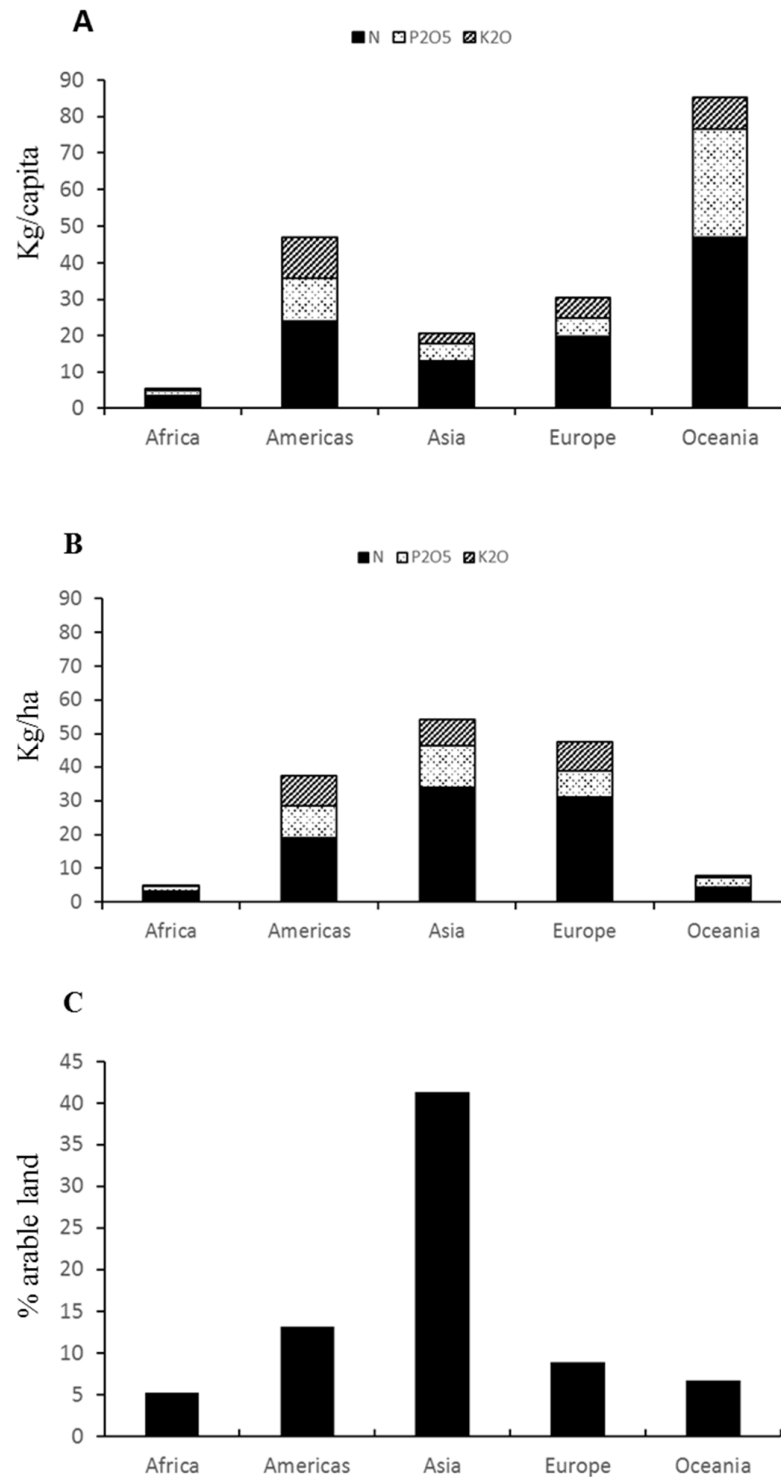 A
N P2O5 K2O
90
80
70
60
50
40
30
20
10
0
Kg/capita
Africa Americas Asia Europe Oceania
B
N P2O5 K2O
90
80
70
60
50
40
30
20
10
0
Kg/ha
Africa Americas Asia Europe Oceania
C
45
40
35
30
25
20
15
10
5
0
% arable land
Africa Americas Asia Europe Oceania